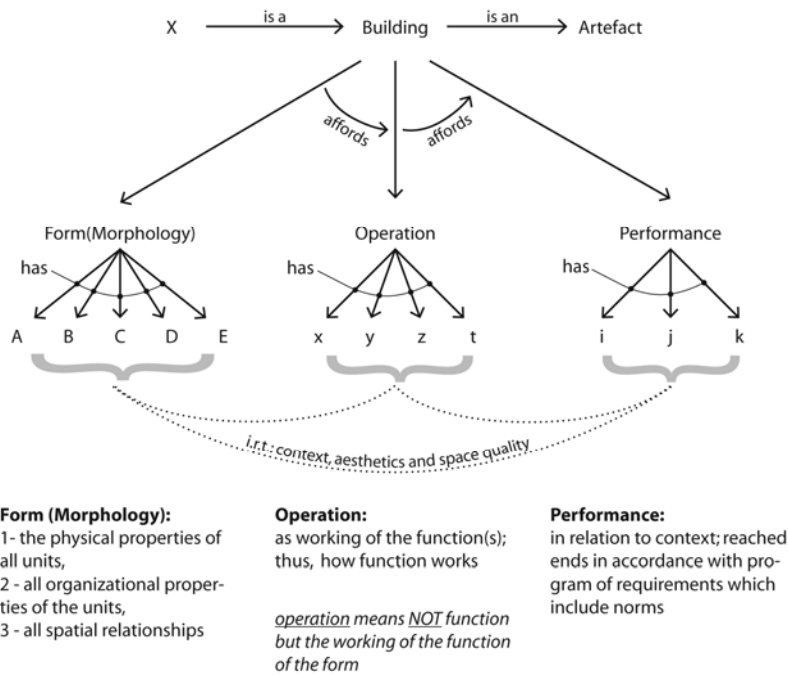 X is a Building is an Artefact
affords affords
Form(Morphology) Operation Performance
has has has
A B C D E x y z t i j k
i.r.t.: context, aesthetics and space quality
Form (Morphology):
1- the physical properties of
all units,
2 - all organizational proper-
ties of the units,
3 - all spatial relationships
Operation:
as working of the function(s);
thus, how function works
operation means NOT function
but the working of the function
of the form
Performance:
in relation to context; reached
ends in accordance with pro-
gram of requirements which
include norms